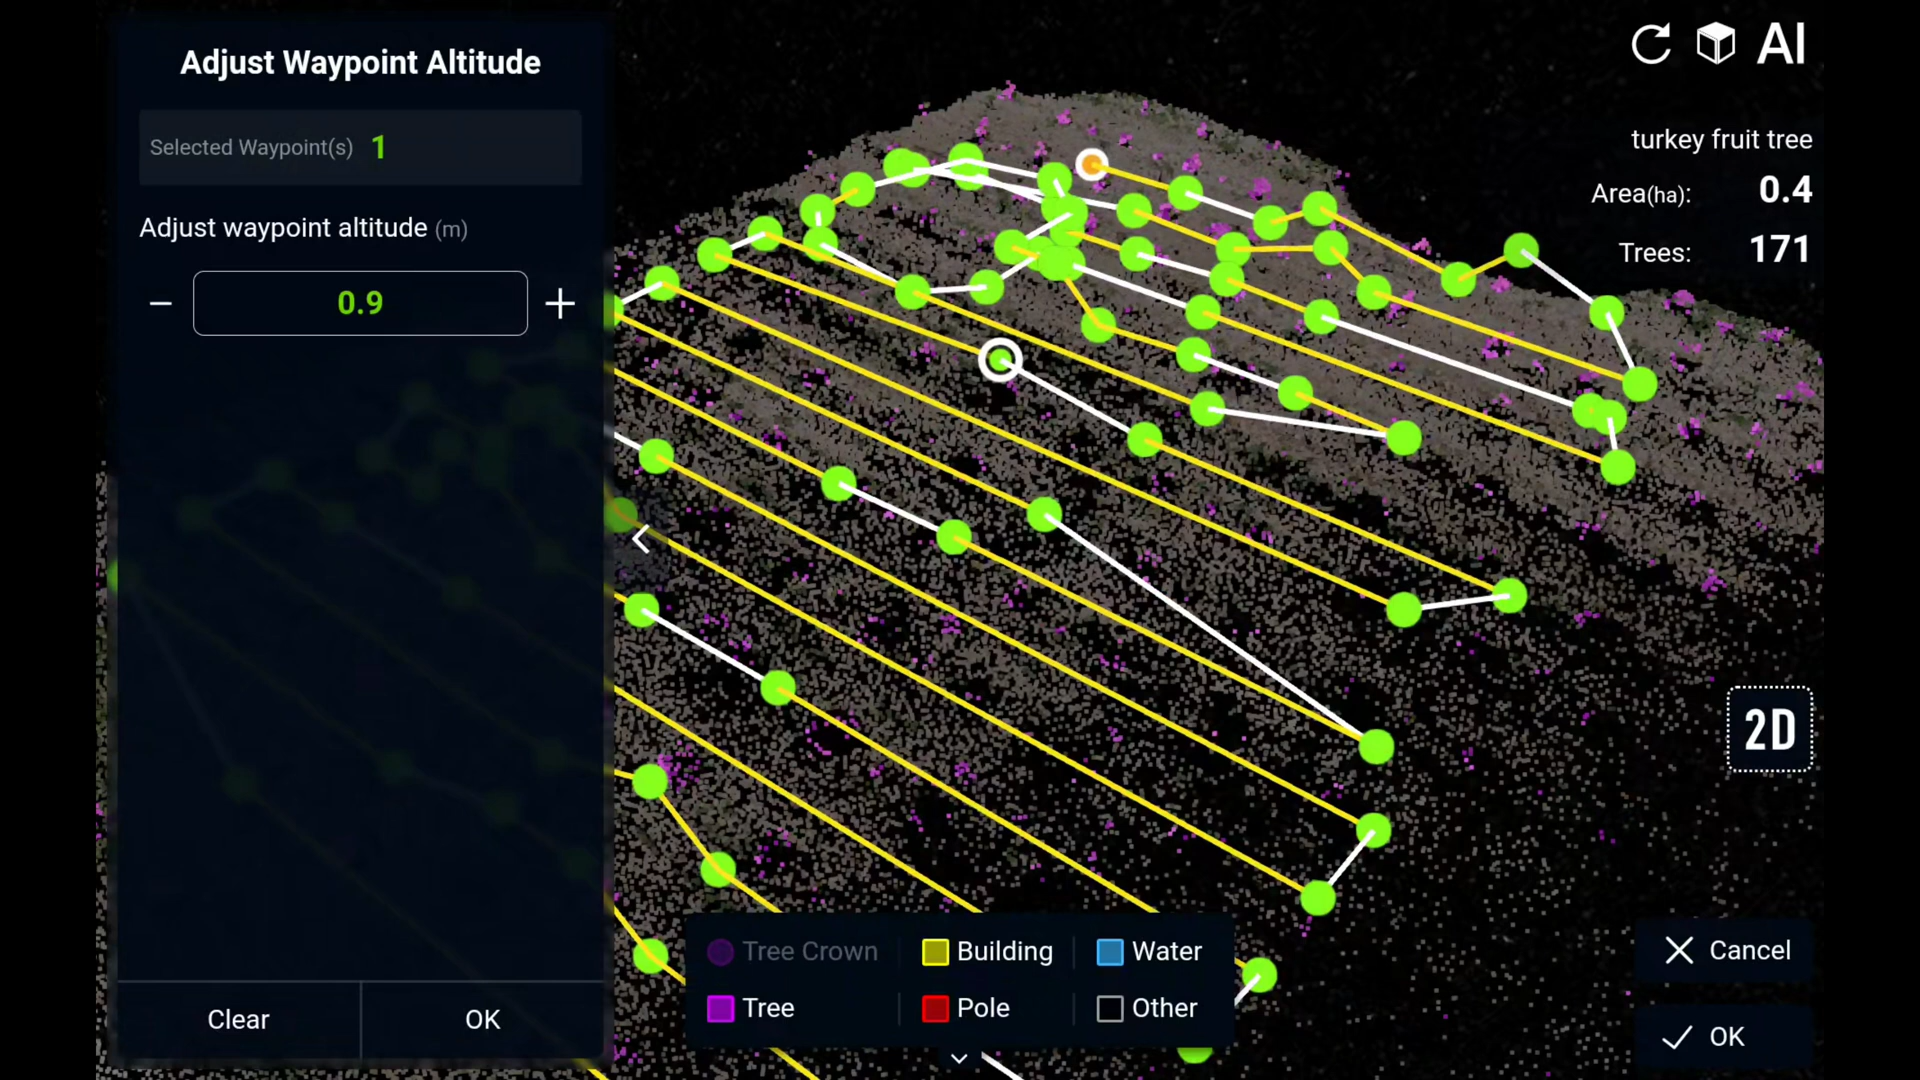 Adjust Waypoint Altitude
Selected Waypoint(s) 1
Adjust waypoint altitude (m)
0.9
Clear
OK
AI
turkey fruit tree
Area(ha): 0.4
Trees: 171
2D
Tree Crown
Building
Water
Tree
Pole
Other
Cancel
OK